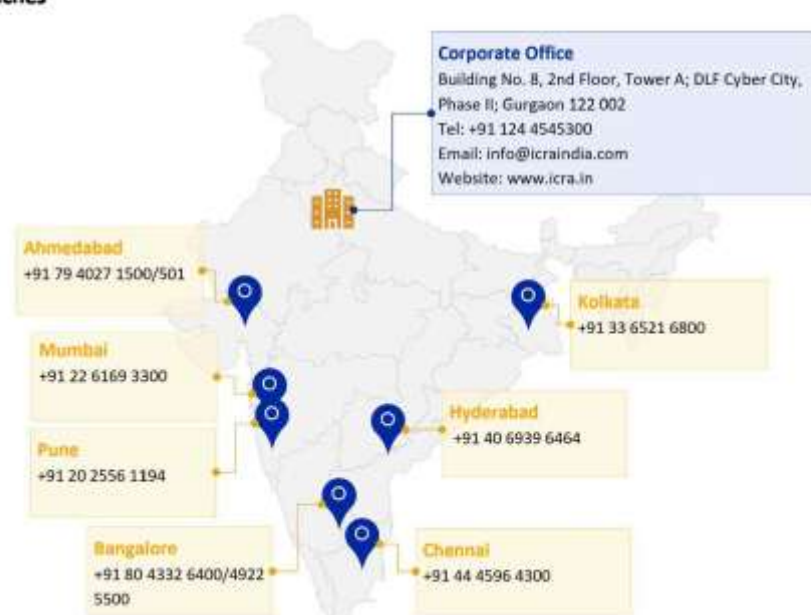 Corporate Office
Building No. 8, 2nd Floor, Tower A; DLF Cyber City,
Phase II; Gurgaon 122 002
Tel: +91 124 4545300
Email: info@icraindia.com
Website: www.icra.in
Ahmedabad
+91 79 4027 1500/501
Kolkata
+91 33 6521 6800
Mumbai
+91 22 6169 3300
Hyderabad
+91 40 6939 6464
Pune
+91 20 2556 1194
Bangalore
+91 80 4332 6400/4922
5500
Chennai
+91 44 4596 4300